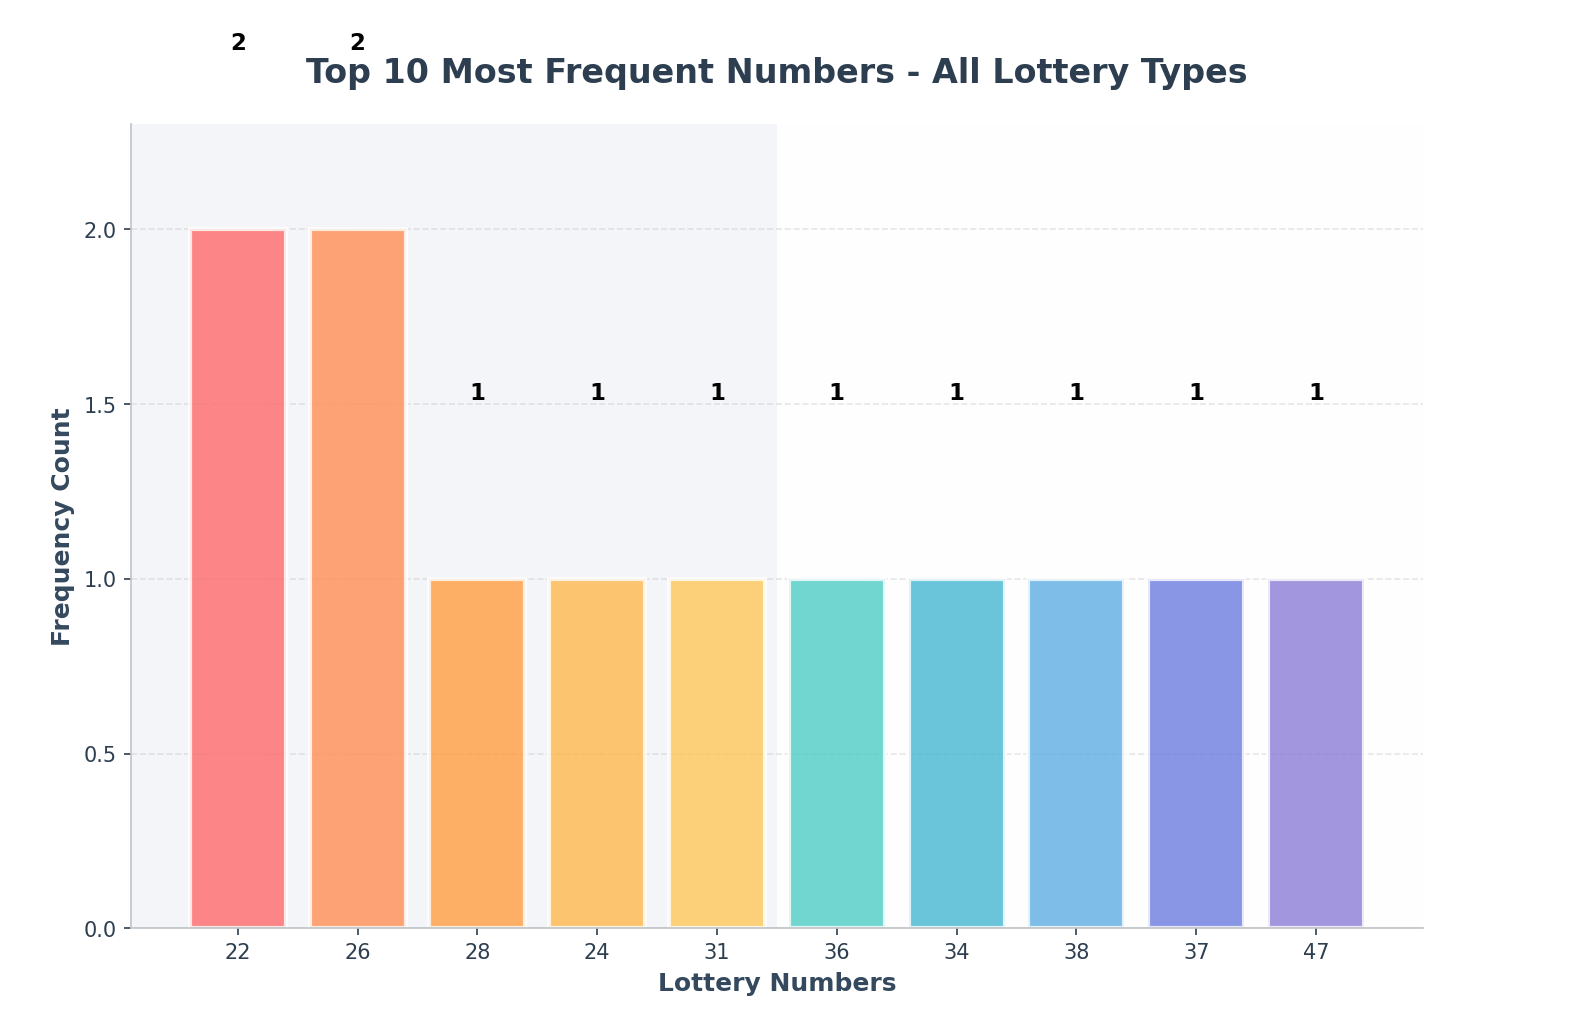 2 2
Top 10 Most Frequent Numbers - All Lottery Types
Frequency Count
2.0
1.5
1.0
0.5
0.0
1 1 1 1 1 1 1 1
22 26 28 24 31 36 34 38 37 47
Lottery Numbers